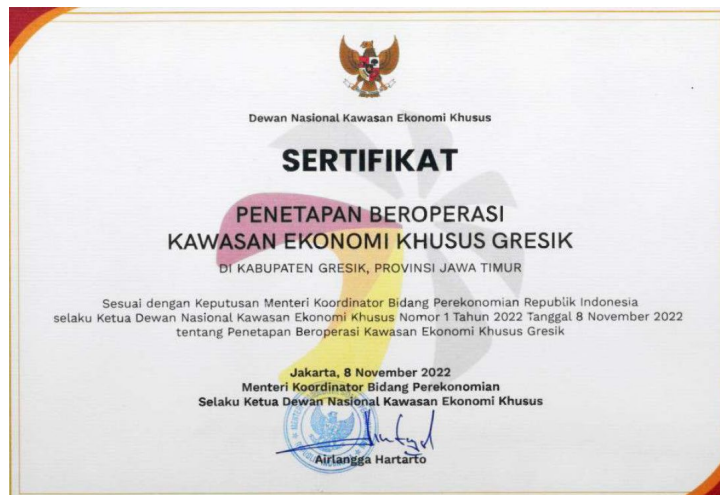 Dewan Nasional Kawasan Ekonomi Khusus
SERTIFIKAT
PENETAPAN BEROPERASI
KAWASAN EKONOMI KHUSUS GRESIK
DI KABUPATEN GRESIK, PROVINSI JAWA TIMUR
Sesuai dengan Keputusan Menteri Koordinator Bidang Perekonomian Republik Indonesia
selaku Ketua Dewan Nasional Kawasan Ekonomi Khusus Nomor 1 Tahun 2022 Tanggal 8 November 2022
tentang Penetapan Beroperasi Kawasan Ekonomi Khusus Gresik
Jakarta, 8 November 2022
Menteri Koordinator Bidang Perekonomian
Selaku Ketua Dewan Nasional Kawasan Ekonomi Khusus
Airlangga Hartarto